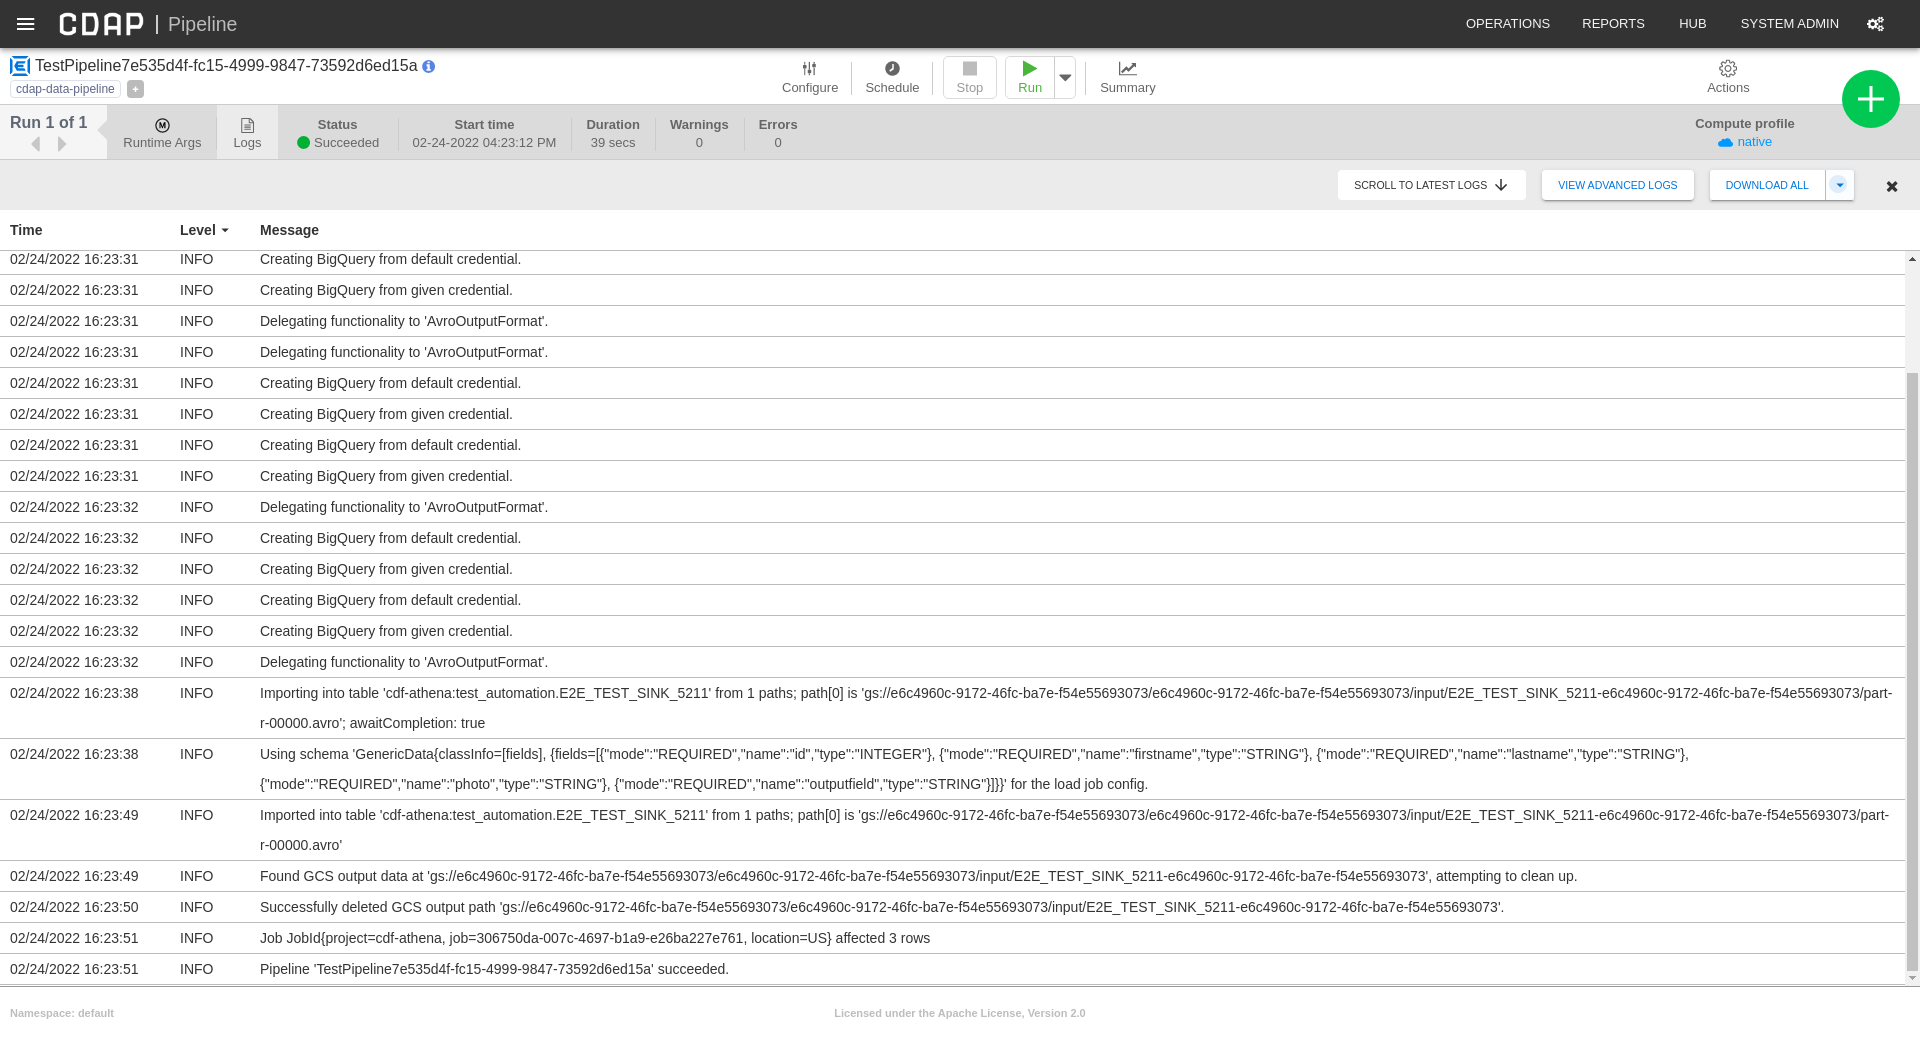 CDAP | Pipeline
OPERATIONS
REPORTS
HUB
SYSTEM ADMIN
TestPipeline7e535d4f-fc15-4999-9847-73592d6ed15a
cdap-data-pipeline
+
Configure
Schedule
Stop
Run
Summary
Actions
Run 1 of 1
M
Runtime Args
Logs
Status
Succeeded
Start time
02-24-2022 04:23:12 PM
Duration
39 secs
Warnings
0
Errors
0
Compute profile
native
SCROLL TO LATEST LOGS
VIEW ADVANCED LOGS
DOWNLOAD ALL
Time Level Message
02/24/2022 16:23:31 INFO Creating BigQuery from default credential.
02/24/2022 16:23:31 INFO Creating BigQuery from given credential.
02/24/2022 16:23:31 INFO Delegating functionality to 'AvroOutputFormat'.
02/24/2022 16:23:31 INFO Delegating functionality to 'AvroOutputFormat'.
02/24/2022 16:23:31 INFO Creating BigQuery from default credential.
02/24/2022 16:23:31 INFO Creating BigQuery from given credential.
02/24/2022 16:23:31 INFO Creating BigQuery from default credential.
02/24/2022 16:23:31 INFO Creating BigQuery from given credential.
02/24/2022 16:23:32 INFO Delegating functionality to 'AvroOutputFormat'.
02/24/2022 16:23:32 INFO Creating BigQuery from default credential.
02/24/2022 16:23:32 INFO Creating BigQuery from given credential.
02/24/2022 16:23:32 INFO Creating BigQuery from default credential.
02/24/2022 16:23:32 INFO Creating BigQuery from given credential.
02/24/2022 16:23:32 INFO Delegating functionality to 'AvroOutputFormat'.
02/24/2022 16:23:38 INFO Importing into table 'cdf-athena:test_automation.E2E_TEST_SINK_5211' from 1 paths; path[0] is 'gs://e6c4960c-9172-46fc-ba7e-f54e55693073/e6c4960c-9172-46fc-ba7e-f54e55693073/input/E2E_TEST_SINK_5211-e6c4960c-9172-46fc-ba7e-f54e55693073/part-
r-00000.avro'; awaitCompletion: true
02/24/2022 16:23:38 INFO Using schema 'GenericData{classInfo=[fields], {fields=[{"mode":"REQUIRED","name":"id","type":"INTEGER"}, {"mode":"REQUIRED","name":"firstname","type":"STRING"}, {"mode":"REQUIRED","name":"lastname","type":"STRING"},
{"mode":"REQUIRED","name":"photo","type":"STRING"}, {"mode":"REQUIRED","name":"outputfield","type":"STRING"}]}}' for the load job config.
02/24/2022 16:23:49 INFO Imported into table 'cdf-athena:test_automation.E2E_TEST_SINK_5211' from 1 paths; path[0] is 'gs://e6c4960c-9172-46fc-ba7e-f54e55693073/e6c4960c-9172-46fc-ba7e-f54e55693073/input/E2E_TEST_SINK_5211-e6c4960c-9172-46fc-ba7e-f54e55693073/part-
r-00000.avro'
02/24/2022 16:23:49 INFO Found GCS output data at 'gs://e6c4960c-9172-46fc-ba7e-f54e55693073/e6c4960c-9172-46fc-ba7e-f54e55693073/input/E2E_TEST_SINK_5211-e6c4960c-9172-46fc-ba7e-f54e55693073', attempting to clean up.
02/24/2022 16:23:50 INFO Successfully deleted GCS output path 'gs://e6c4960c-9172-46fc-ba7e-f54e55693073/e6c4960c-9172-46fc-ba7e-f54e55693073/input/E2E_TEST_SINK_5211-e6c4960c-9172-46fc-ba7e-f54e55693073'.
02/24/2022 16:23:51 INFO Job JobId{project=cdf-athena, job=306750da-007c-4697-b1a9-e26ba227e761, location=US} affected 3 rows
02/24/2022 16:23:51 INFO Pipeline 'TestPipeline7e535d4f-fc15-4999-9847-73592d6ed15a' succeeded.
Namespace: default
Licensed under the Apache License, Version 2.0